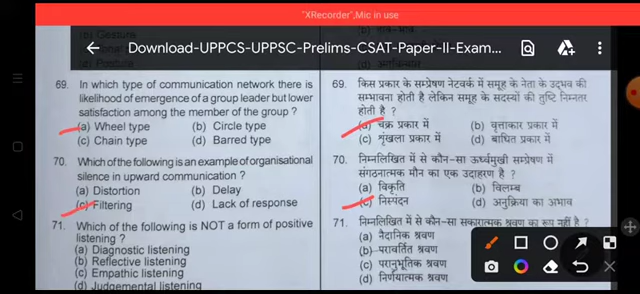 "XRecorder",Mic in use
(b) Gesture
Download-UPPCS-UPPSC-Prelims-CSAT-Paper-II-Exam...
69. In which type of communication network there is
likelihood of emergence of a group leader but lower
satisfaction among the member of the group ?
(a) Wheel type (b) Circle type
(c) Chain type (d) Barred type
70. Which of the following is an example of organisational
silence in upward communication ?
(a) Distortion (b) Delay
(c) Filtering (d) Lack of response
71. Which of the following is NOT a form of positive
listening ?
(a) Diagnostic listening
(b) Reflective listening
(c) Empathic listening
(d) Judgemental listening
69. किस प्रकार के सम्प्रेषण नेटवर्क में समूह के नेता के उद्भव की
सम्भावना होती है लेकिन समूह के सदस्यों की तुष्टि निम्नतर
होती है ?
(a) चक्र प्रकार में (b) वृत्ताकार प्रकार में
(c) शृंखला प्रकार में (d) बाधित प्रकार में
70. निम्नलिखित में से कौन-सा ऊर्ध्वमुखी सम्प्रेषण में
संगठनात्मक मौन का एक उदाहरण है ?
(a) विकृति (b) विलम्ब
(c) निस्पंदन (d) अनुक्रिया का अभाव
71. निम्नलिखित में से कौन-सा सकारात्मक श्रवण का रूप नहीं है ?
(a) नैदानिक श्रवण
(b) परावर्तित श्रवण
(c) परानुभूतिक श्रवण
(d) निर्णयात्मक श्रवण